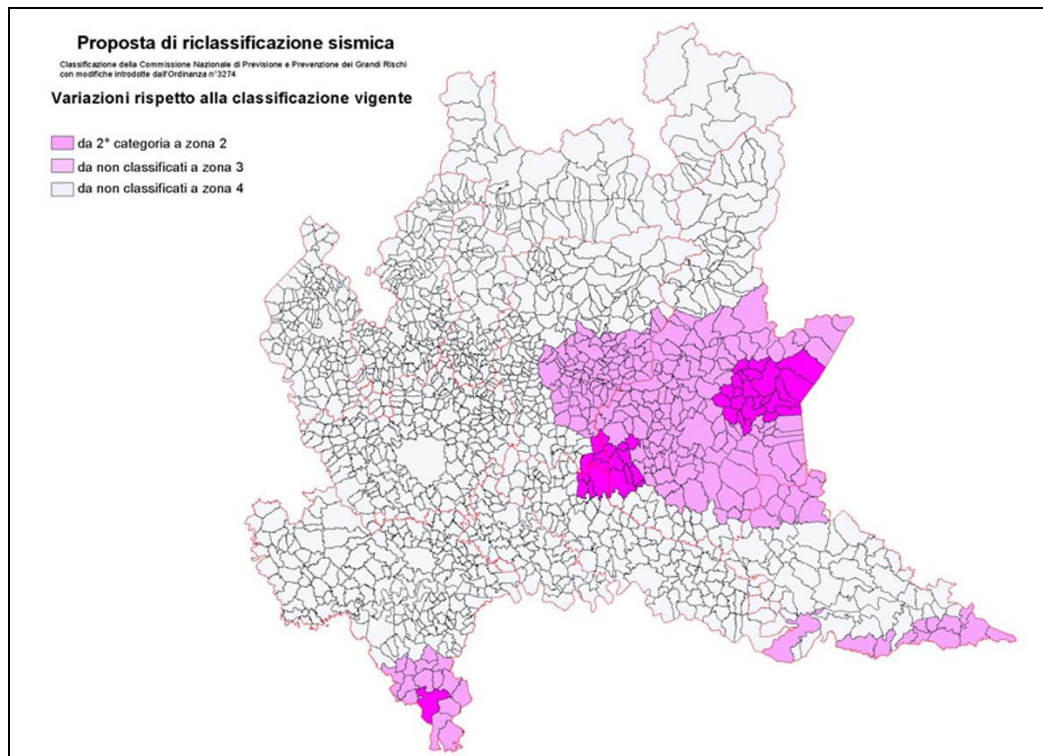 Proposta di riclassificazione sismica
Classificazione della Commissione Nazionale di Previsione e Prevenzione dei Grandi Rischi
con modifiche introdotte dall'Ordinanza n°3274
Variazioni rispetto alla classificazione vigente
da 2° categoria a zona 2
da non classificati a zona 3
da non classificati a zona 4